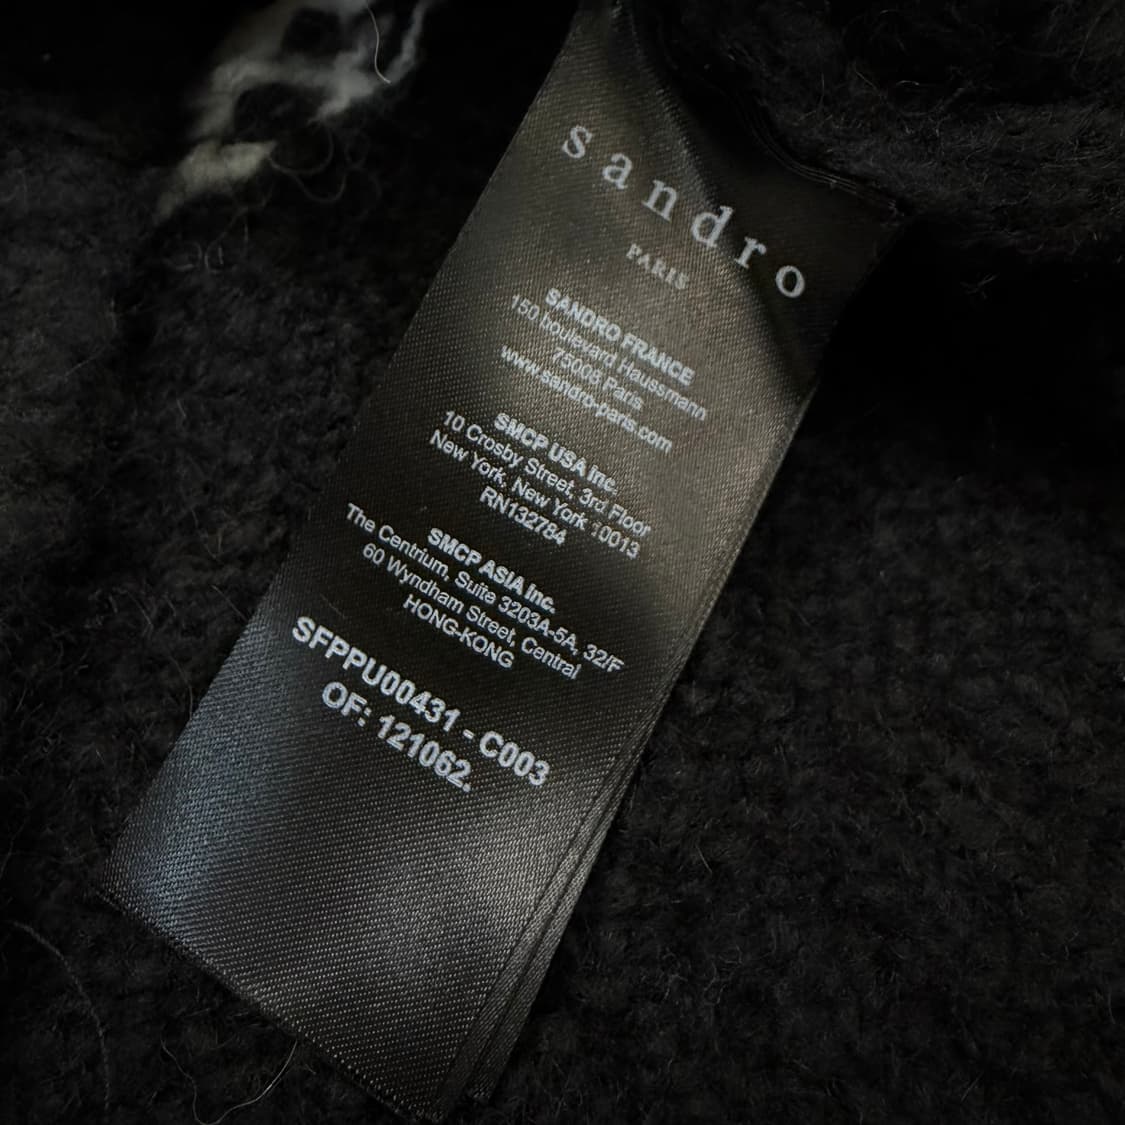 sandro
PARIS
SANDRO FRANCE
150 boulevard Haussmann
75008 Paris
www.sandro-paris.com
SMCP USA Inc.
10 Crosby Street, 3rd Floor
New York, New York 10013
RN132784
SMCP ASIA Inc.
The Centrium, Suite 3203A-5A, 32/F
60 Wyndham Street, Central
HONG-KONG
SFPPU00431 - C003
OF: 121062.